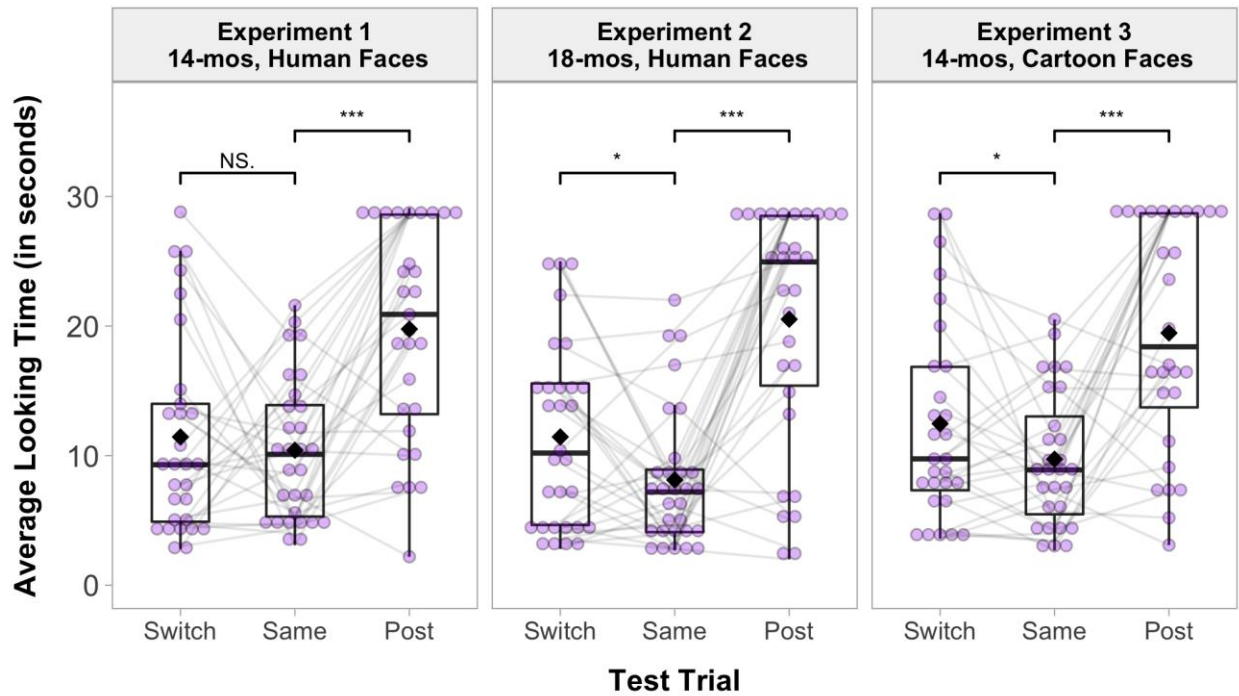 Experiment 1
14-mos, Human Faces
Experiment 2
18-mos, Human Faces
Experiment 3
14-mos, Cartoon Faces
Average Looking Time (in seconds)
30
20
10
0
NS.
***
*
***
*
***
Switch Same Post
Switch Same Post
Switch Same Post
Test Trial